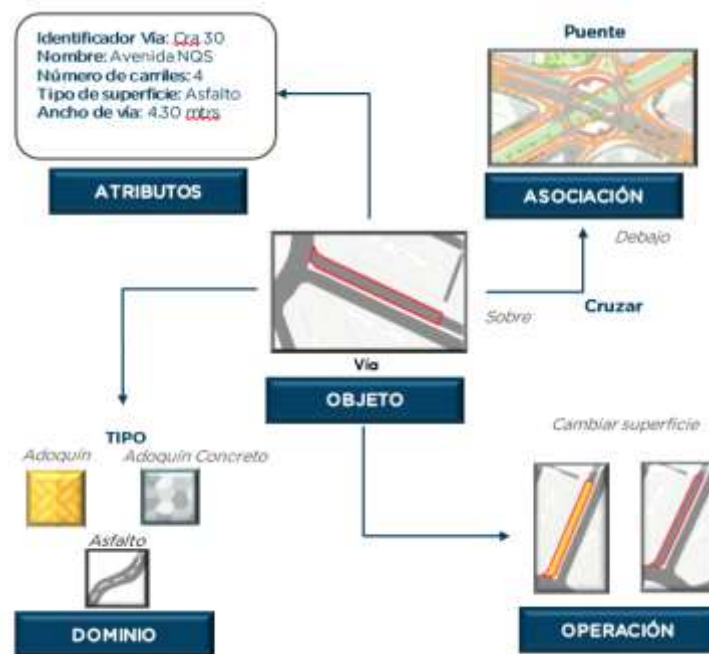 Identificador Vía: Cra 30
Nombre: Avenida NQS
Número de carriles: 4
Tipo de superficie: Asfalto
Ancho de vía: 4.30 mtrs
ATRIBUTOS
Puente
ASOCIACIÓN
Debajo
Sobre
Cruzar
Vía
OBJETO
TIPO
Adoquín
Adoquín Concreto
Asfalto
DOMINIO
Cambiar superficie
OPERACIÓN